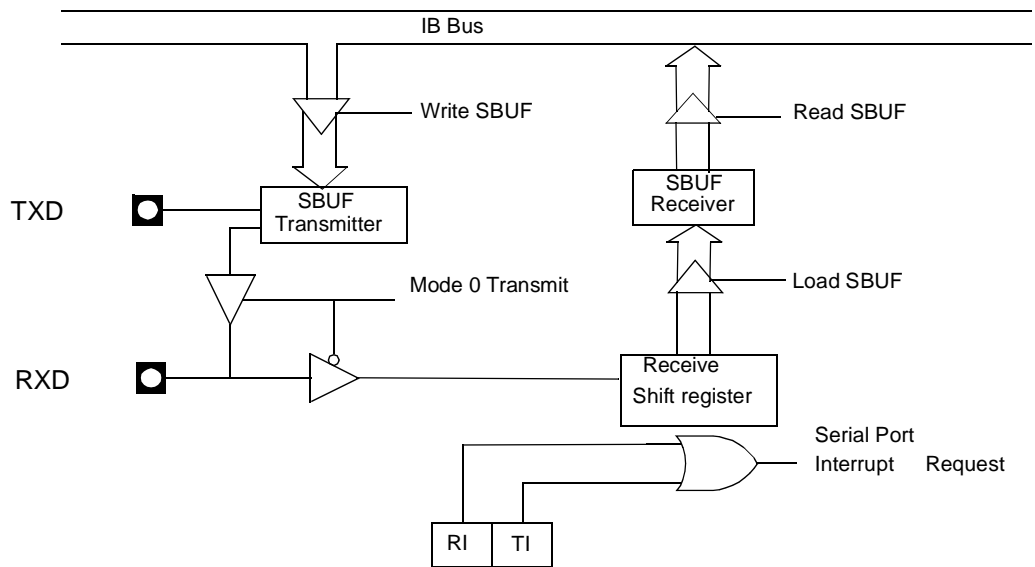 IB Bus
Write SBUF
Read SBUF
SBUF
Transmitter
SBUF
Receiver
TXD
Mode 0 Transmit
Load SBUF
RXD
Receive
Shift register
Serial Port
Interrupt Request
RI
TI